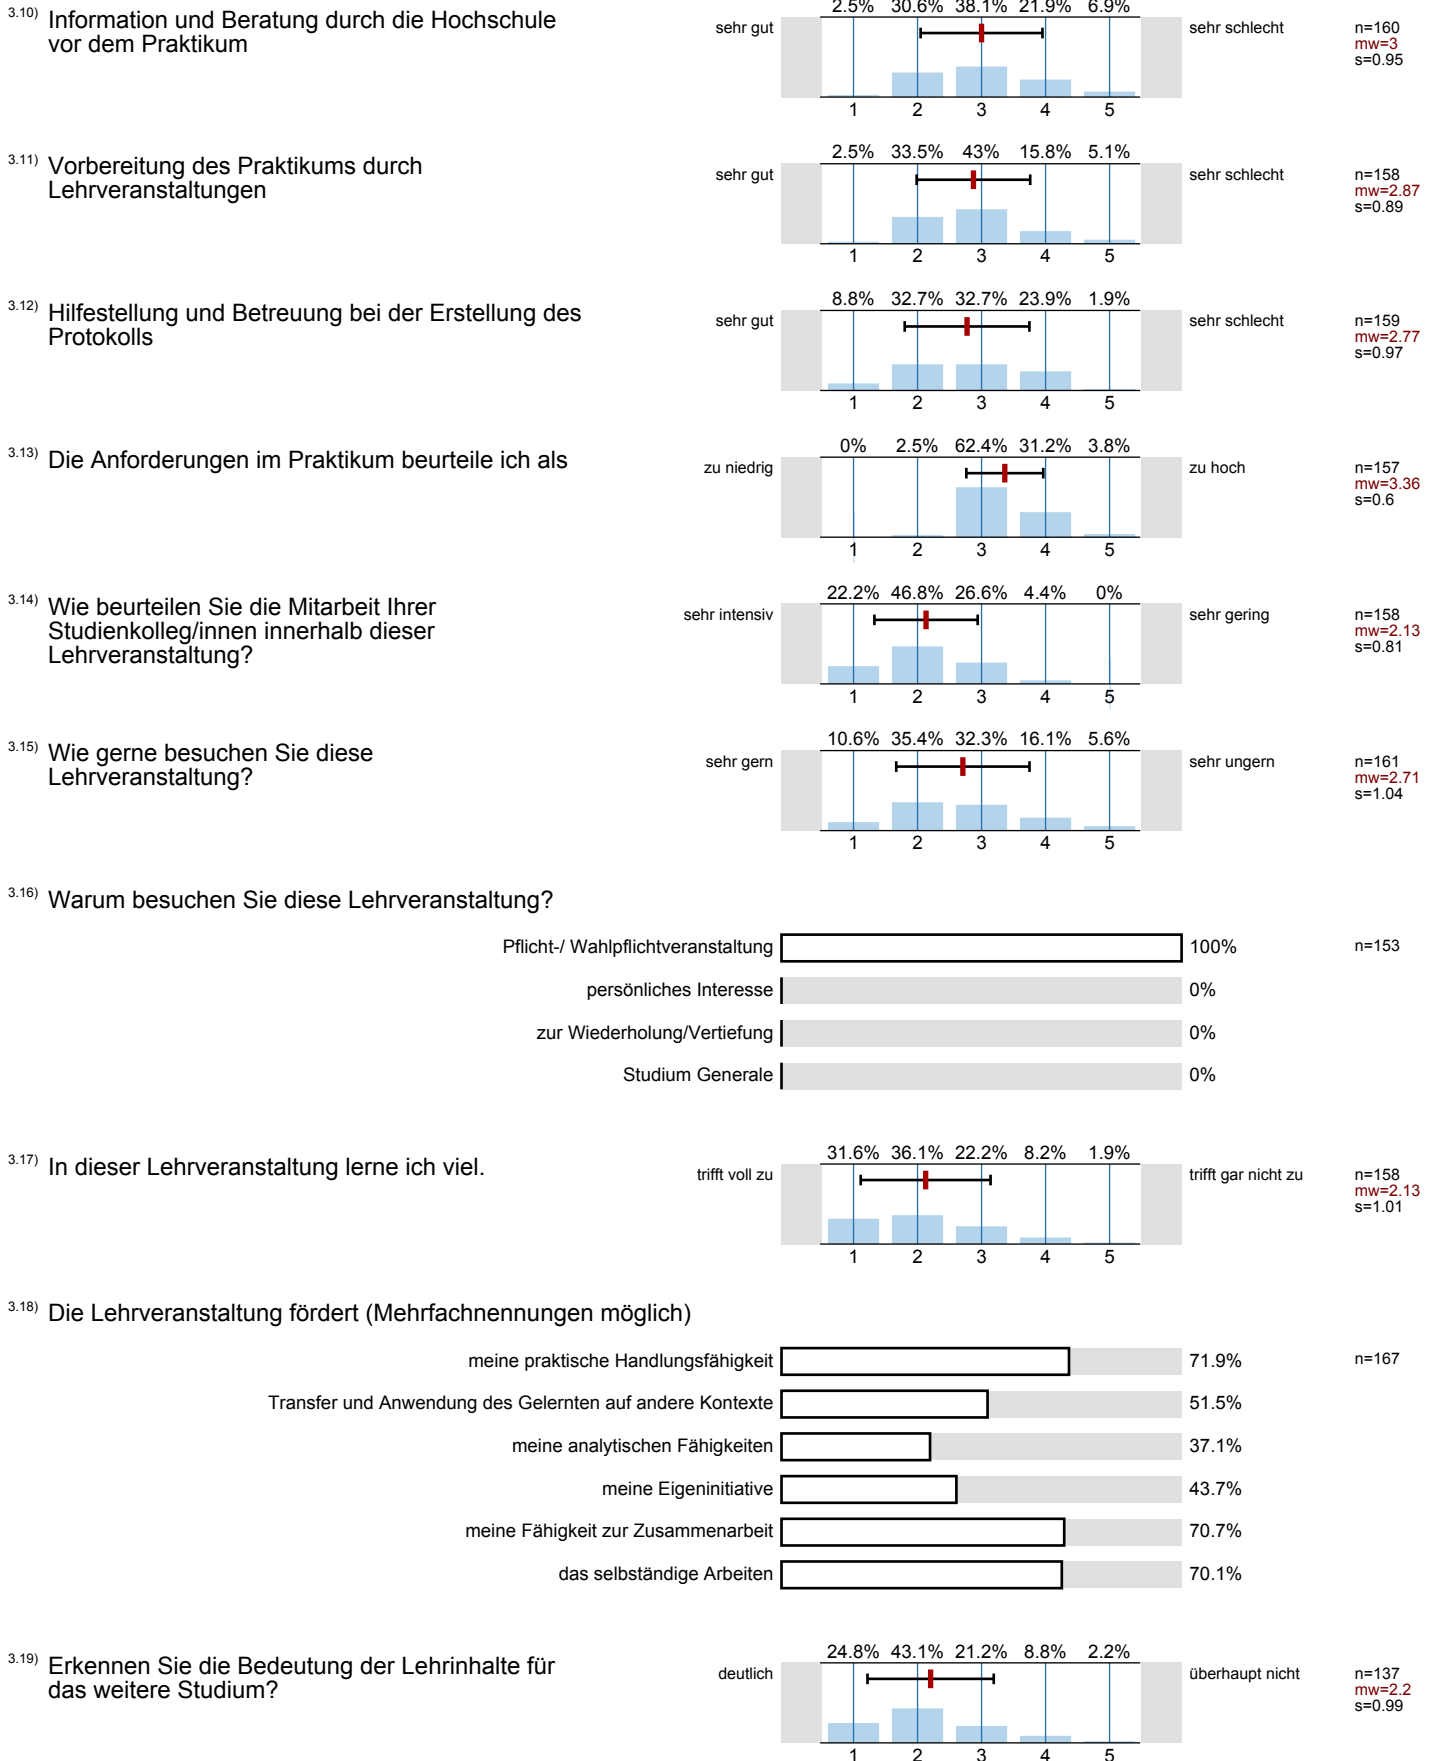 3.10) Information und Beratung durch die Hochschule
vor dem Praktikum
2.5% 30.6% 38.1% 21.9% 6.9%
sehr gut
sehr schlecht
n=160
mw=3
s=0.95
1 2 3 4 5
3.11) Vorbereitung des Praktikums durch
Lehrveranstaltungen
2.5% 33.5% 43% 15.8% 5.1%
sehr gut
sehr schlecht
n=158
mw=2.87
s=0.89
1 2 3 4 5
3.12) Hilfestellung und Betreuung bei der Erstellung des
Protokolls
8.8% 32.7% 32.7% 23.9% 1.9%
sehr gut
sehr schlecht
n=159
mw=2.77
s=0.97
1 2 3 4 5
3.13) Die Anforderungen im Praktikum beurteile ich als
0% 2.5% 62.4% 31.2% 3.8%
zu niedrig
zu hoch
n=157
mw=3.36
s=0.6
1 2 3 4 5
3.14) Wie beurteilen Sie die Mitarbeit Ihrer
Studienkolleg/innen innerhalb dieser
Lehrveranstaltung?
22.2% 46.8% 26.6% 4.4% 0%
sehr intensiv
sehr gering
n=158
mw=2.13
s=0.81
1 2 3 4 5
3.15) Wie gerne besuchen Sie diese
Lehrveranstaltung?
10.6% 35.4% 32.3% 16.1% 5.6%
sehr gern
sehr ungern
n=161
mw=2.71
s=1.04
1 2 3 4 5
3.16) Warum besuchen Sie diese Lehrveranstaltung?
Pflicht-/ Wahlpflichtveranstaltung 100% n=153
persönliches Interesse 0%
zur Wiederholung/Vertiefung 0%
Studium Generale 0%
3.17) In dieser Lehrveranstaltung lerne ich viel.
31.6% 36.1% 22.2% 8.2% 1.9%
trifft voll zu
trifft gar nicht zu
n=158
mw=2.13
s=1.01
1 2 3 4 5
3.18) Die Lehrveranstaltung fördert (Mehrfachnennungen möglich)
meine praktische Handlungsfähigkeit 71.9% n=167
Transfer und Anwendung des Gelernten auf andere Kontexte 51.5%
meine analytischen Fähigkeiten 37.1%
meine Eigeninitiative 43.7%
meine Fähigkeit zur Zusammenarbeit 70.7%
das selbständige Arbeiten 70.1%
3.19) Erkennen Sie die Bedeutung der Lehrinhalte für
das weitere Studium?
24.8% 43.1% 21.2% 8.8% 2.2%
deutlich
überhaupt nicht
n=137
mw=2.2
s=0.99
1 2 3 4 5